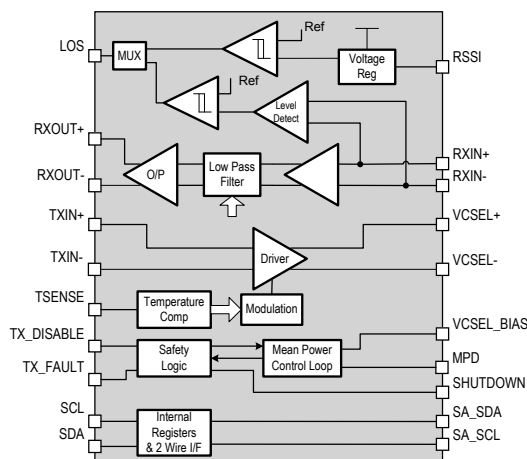 LOS
MUX
Ref
Voltage
Reg
RSSI
Ref
Level
Detect
RXOUT+
RXOUT-
O/P
Low Pass
Filter
RXIN+
RXIN-
TXIN+
TXIN-
Driver
VCSEL+
VCSEL-
TSENSE
Temperature
Comp
Modulation
TX_DISABLE
TX_FAULT
Safety
Logic
Mean Power
Control Loop
VCSEL_BIAS
MPD
SHUTDOWN
SCL
SDA
Internal
Registers
& 2 Wire I/F
SA_SDA
SA_SCL